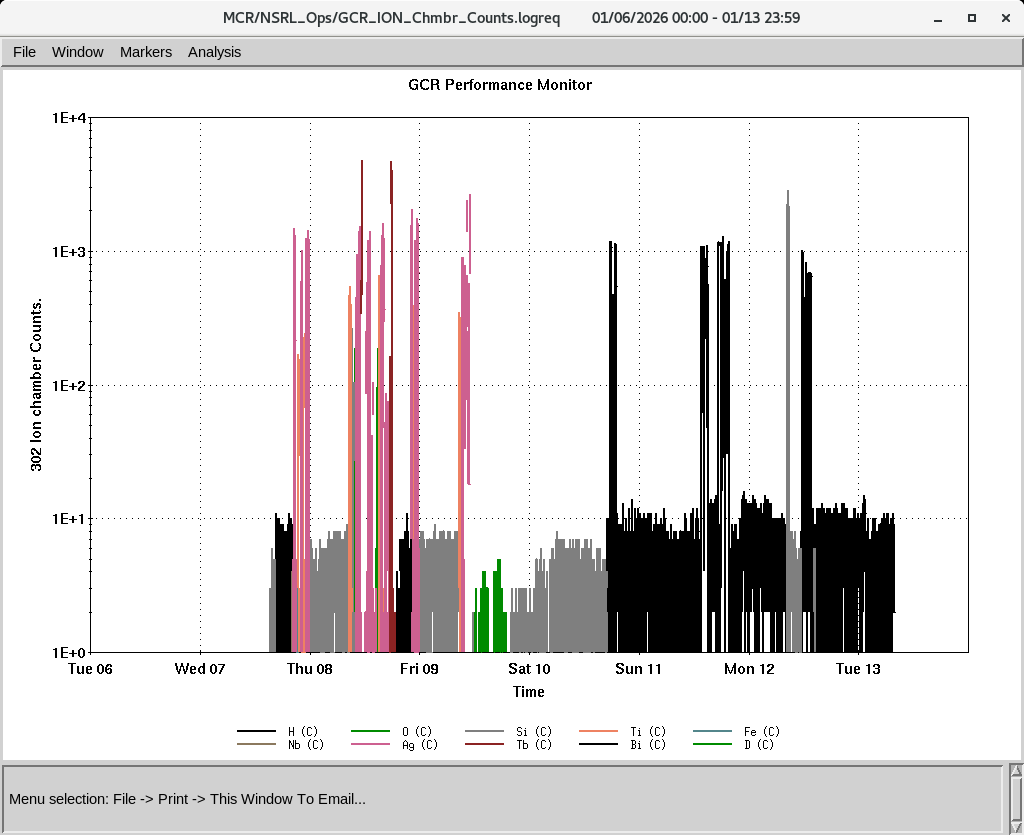 MCR/NSRL_Ops/GCR_ION_Chmbr_Counts.logreq 01/06/2026 00:00 - 01/13 23:59
File Window Markers Analysis
GCR Performance Monitor
1E+4
1E+3
1E+2
1E+1
1E+0
302 Ion chamber Counts.
Tue 06 Wed 07 Thu 08 Fri 09 Sat 10 Sun 11 Mon 12 Tue 13
Time
H (C) O (C) Si (C) Ti (C) Fe (C)
Nb (C) Ag (C) Tb (C) Bi (C) D (C)
Menu selection: File -> Print -> This Window To Email...